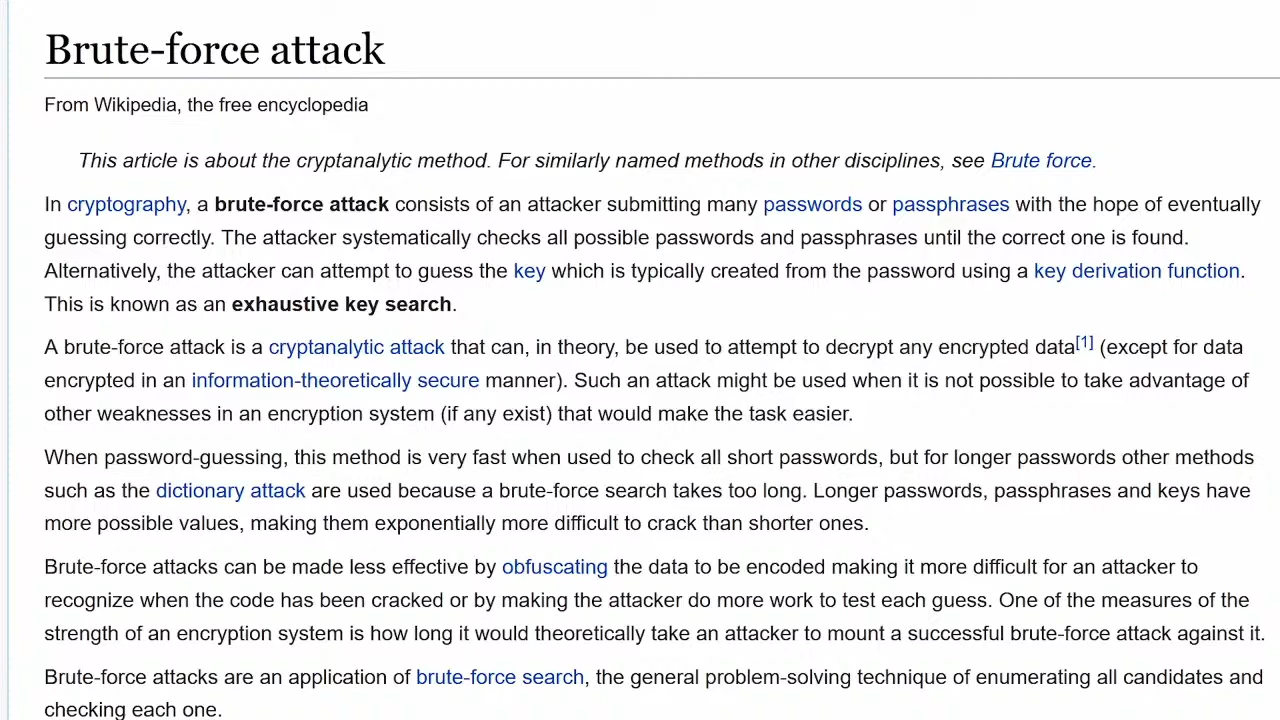 Brute-force attack
From Wikipedia, the free encyclopedia
This article is about the cryptanalytic method. For similarly named methods in other disciplines, see Brute force.
In cryptography, a brute-force attack consists of an attacker submitting many passwords or passphrases with the hope of eventually
guessing correctly. The attacker systematically checks all possible passwords and passphrases until the correct one is found.
Alternatively, the attacker can attempt to guess the key which is typically created from the password using a key derivation function.
This is known as an exhaustive key search.
A brute-force attack is a cryptanalytic attack that can, in theory, be used to attempt to decrypt any encrypted data[1] (except for data
encrypted in an information-theoretically secure manner). Such an attack might be used when it is not possible to take advantage of
other weaknesses in an encryption system (if any exist) that would make the task easier.
When password-guessing, this method is very fast when used to check all short passwords, but for longer passwords other methods
such as the dictionary attack are used because a brute-force search takes too long. Longer passwords, passphrases and keys have
more possible values, making them exponentially more difficult to crack than shorter ones.
Brute-force attacks can be made less effective by obfuscating the data to be encoded making it more difficult for an attacker to
recognize when the code has been cracked or by making the attacker do more work to test each guess. One of the measures of the
strength of an encryption system is how long it would theoretically take an attacker to mount a successful brute-force attack against it.
Brute-force attacks are an application of brute-force search, the general problem-solving technique of enumerating all candidates and
checking each one.